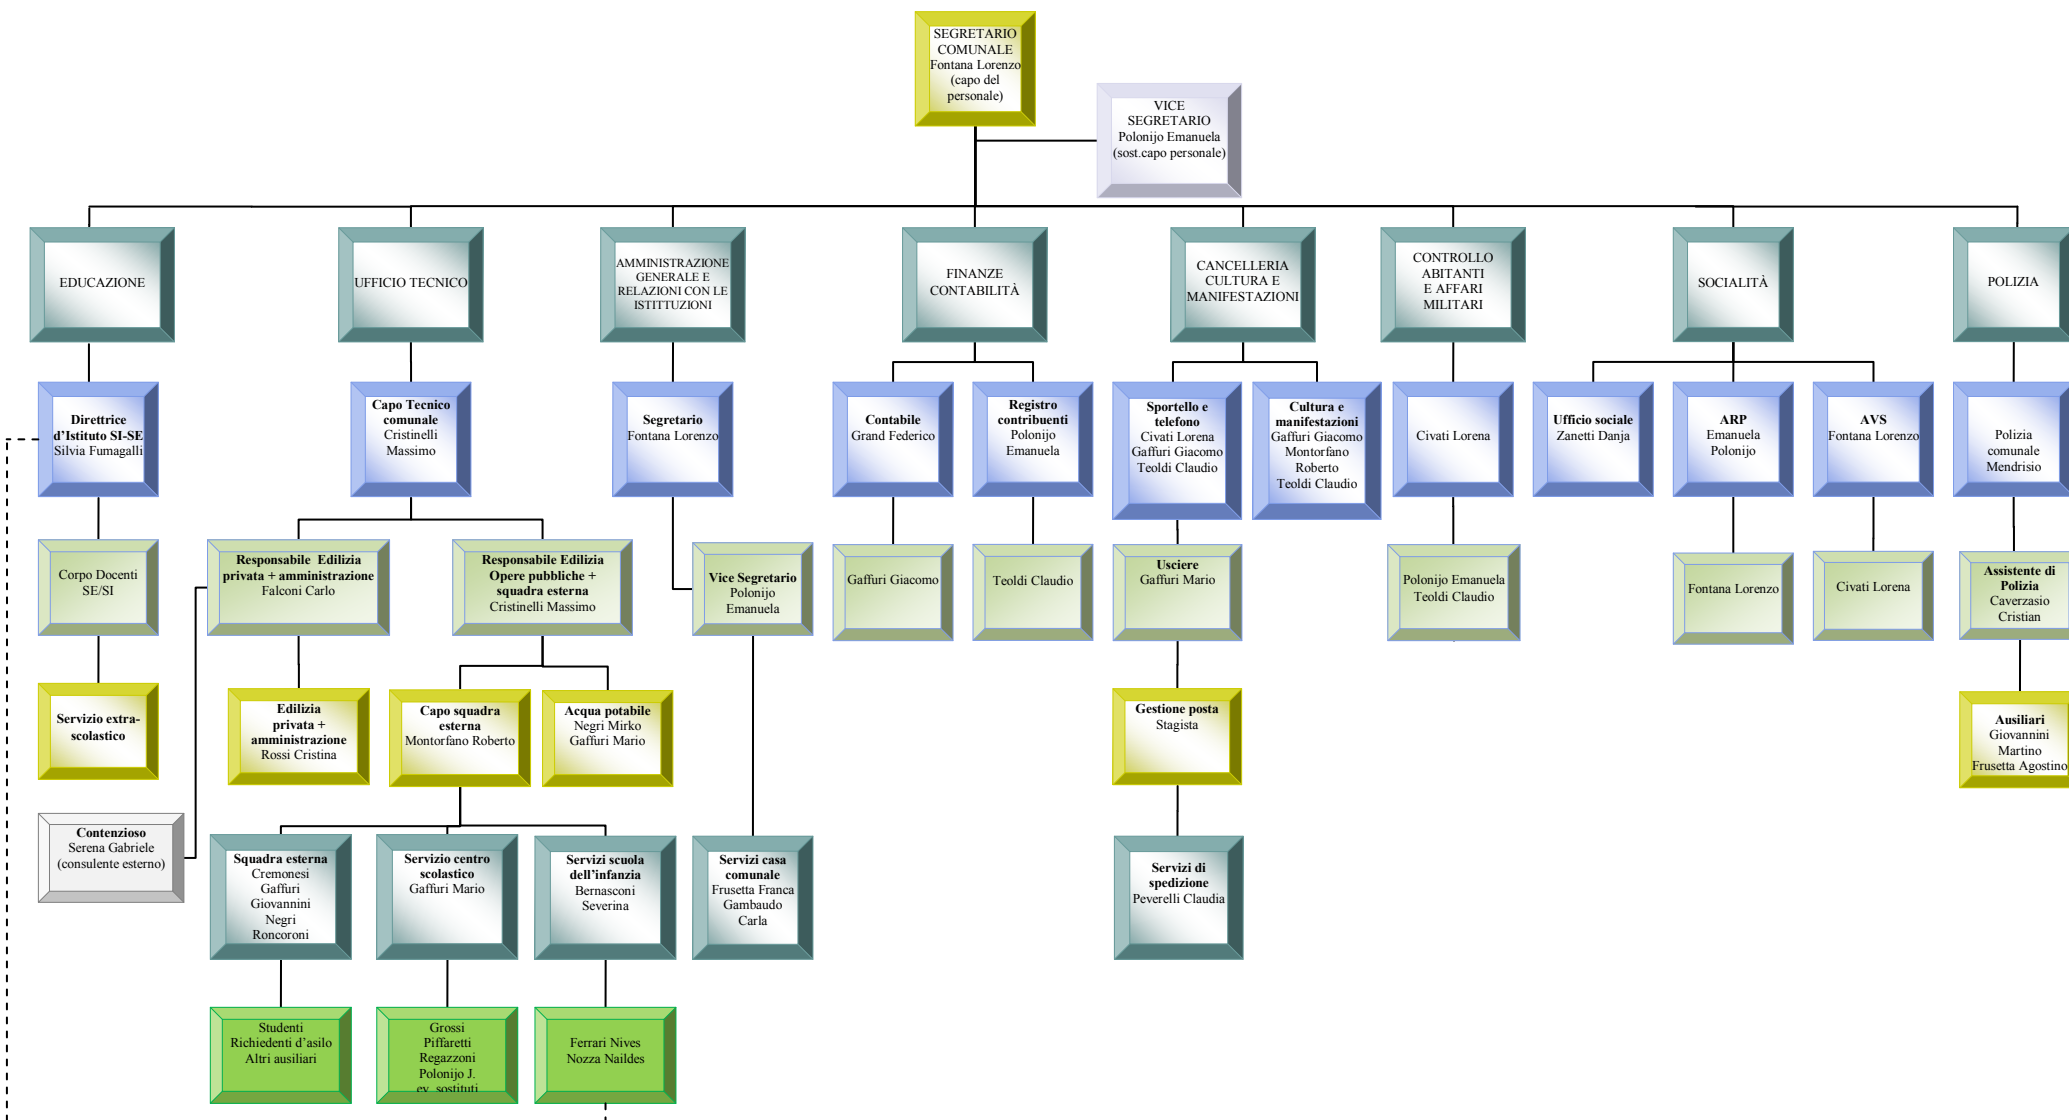 SEGRETARIO
COMUNALE
Fontana Lorenzo
(capo del
personale)
VICE
SEGRETARIO
Polonijo Emanuela
(sost.capo personale)
EDUCAZIONE
UFFICIO TECNICO
AMMINISTRAZIONE
GENERALE E
RELAZIONI CON LE
ISTITTUZIONI
FINANZE
CONTABILITÀ
CANCELLERIA
CULTURA E
MANIFESTAZIONI
CONTROLLO
ABITANTI
E AFFARI
MILITARI
SOCIALITÀ
POLIZIA
Direttrice
d’Istituto SI-SE
Silvia Fumagalli
Capo Tecnico
comunale
Cristinelli
Massimo
Segretario
Fontana Lorenzo
Contabile
Grand Federico
Registro
contribuenti
Polonijo
Emanuela
Sportello e
telefono
Civati Lorena
Gaffuri Giacomo
Teoldi Claudio
Cultura e
manifestazioni
Gaffuri Giacomo
Montorfano
Roberto
Teoldi Claudio
Civati Lorena
Ufficio sociale
Zanetti Danja
ARP
Emanuela
Polonijo
AVS
Fontana Lorenzo
Polizia
comunale
Mendrisio
Corpo Docenti
SE/SI
Responsabile Edilizia
privata + amministrazione
Falconi Carlo
Responsabile Edilizia
Opere pubbliche +
squadra esterna
Cristinelli Massimo
Vice Segretario
Polonijo
Emanuela
Gaffuri Giacomo
Teoldi Claudio
Usciere
Gaffuri Mario
Polonijo Emanuela
Teoldi Claudio
Fontana Lorenzo
Civati Lorena
Assistente di
Polizia
Caverzasio
Cristian
Servizio extra-
scolastico
Edilizia
privata +
amministrazione
Rossi Cristina
Capo squadra
esterna
Montorfano Roberto
Acqua potabile
Negri Mirko
Gaffuri Mario
Gestione posta
Stagista
Ausiliari
Giovannini
Martino
Frusetta Agostino
Contenzioso
Serena Gabriele
(consulente esterno)
Squadra esterna
Cremonesi
Gaffuri
Giovannini
Negri
Roncoroni
Servizio centro
scolastico
Gaffuri Mario
Servizi scuola
dell’infanzia
Bernasconi
Severina
Servizi casa
comunale
Frusetta Franca
Gambaudo
Carla
Servizi di
spedizione
Peverelli Claudia
Studenti
Richiedenti d’asilo
Altri ausiliari
Grossi
Piffaretti
Regazzoni
Polonijo J.
ev. sostituti
Ferrari Nives
Nozza Naildes